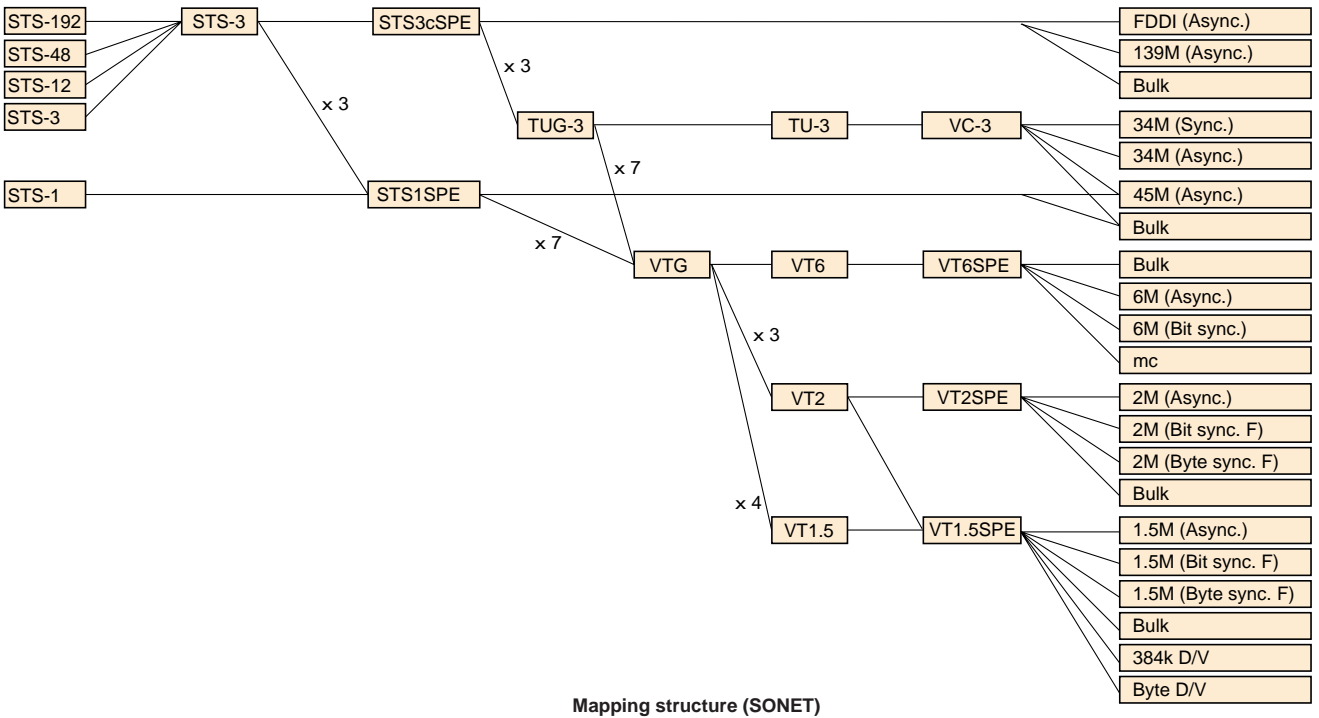 STS-192 STS-3 STS3cSPE FDDI (Async.)
STS-48 139M (Async.)
x 3
STS-12 Bulk
x 3
STS-3 TUG-3 TU-3 VC-3 34M (Sync.)
34M (Async.)
x 7
STS-1 STS1SPE 45M (Async.)
Bulk
x 7
VTG VT6 VT6SPE Bulk
6M (Async.)
6M (Bit sync.)
x 3
mc
VT2 VT2SPE 2M (Async.)
2M (Bit sync. F)
2M (Byte sync. F)
Bulk
x 4
VT1.5 VT1.5SPE 1.5M (Async.)
1.5M (Bit sync. F)
1.5M (Byte sync. F)
Bulk
384k D/V
Byte D/V
Mapping structure (SONET)